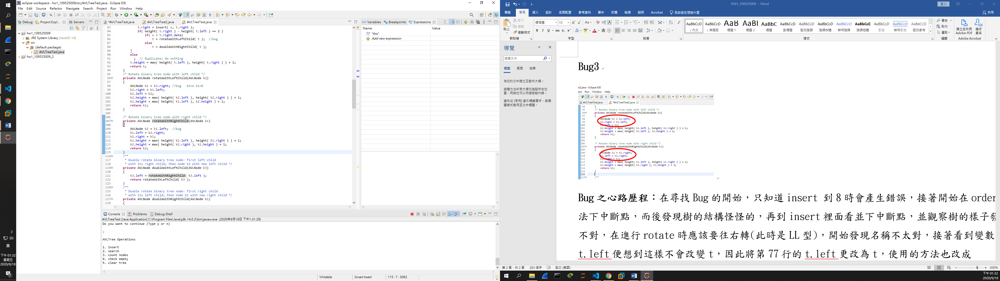 eclipse-workspace - hw1_109525009/src/AVLTreeTest.java - Eclipse IDE
File Edit Source Refactor Navigate Search Project Run Window Help
Debug Project Expl... Servers
hw1_109525009
JRE System Library [JavaSE-14]
src
(default package)
AVLTreeTest.java
hw1_109525009_2
*AVLTreeTest.java AVLTreeTest2.java AVLTreeTest.java
83 t.right = insert( x, t.right );
84 if( height( t.right ) - height( t.left ) == 2 )
85 if( x > t.right.data)
86 t = rotateWithLeftChild( t ); //bug
87 else
88 t = doubleWithRightChild( t );
89 }
90 else
91 ; // Duplicate; do nothing
92 t.height = max( height( t.left ), height( t.right ) ) + 1;
93 return t;
94 }
95 /* Rotate binary tree node with left child */
96 private AVLNode rotateWithLeftChild(AVLNode k2)
97 {
98 AVLNode k1 = k2.right; //bug k2=A k1=B
99 k2.right = k1.left;
100 k1.left = k2;
101 k2.height = max( height( k2.left ), height( k2.right ) ) + 1;
102 k1.height = max( height( k1.left ), k2.height ) + 1;
103 return k1;
104 }
105
106 /* Rotate binary tree node with right child */
107 private AVLNode rotateWithRightChild(AVLNode k1)
108 {
109 AVLNode k2 = k1.left; //bug
110 k1.left = k2.right;
111 k2.right = k1;
112 k1.height = max( height( k1.left ), height( k1.right ) ) + 1;
113 k2.height = max( height( k2.right ), k1.height ) + 1;
114 return k2;
115 }
116 /**
117 * Double rotate binary tree node: first left child
118 * with its right child; then node k3 with new left child */
119 private AVLNode doubleWithLeftChild(AVLNode k3)
120 {
121 k3.left = rotateWithRightChild( k3.left );
122 return rotateWithLeftChild( k3 );
123 }
124 /**
125 * Double rotate binary tree node: first right child
126 * with its left child; then node k1 with new right child */
127 private AVLNode doubleWithRightChild(AVLNode k1)
128 {
Variables Breakpoints Expressions
Name Value
"this"
Add new expression
Console Problems Debug Shell
AVLTreeTest [Java Application] C:\Program Files\Java\jdk-14.0.2\bin\javaw.exe (2020年9月18日 下午1:31:29)
Do you want to continue (Type y or n)
y
AVLTree Operations
1. insert
2. search
3. count nodes
4. check empty
5. clear tree
Writable Smart Insert 115 : 7 : 3092
英
下午 01:32
星期五
2020/9/18
2
HW1_109525009 - Word
登入
檔案 常用 插入 設計 版面配置 參考資料 郵件 校閱 檢視 說明 Acrobat 告訴我您想做什麼 共用
貼上 剪下 複製 複製格式
標楷體 10
AaBbCcD AaBbCcD AaB AaBl AaBbC AaBbCcD AaBbCcD AaBbCcD AaBbCcD AaBbCcD AaBbCcD AaBbCcD AaBbCcD
內文 無間距 標題 1 標題 2 標題 副標題 區別強調 強調斜體 鮮明強調 強調粗體 引文 鮮明引文 區別參考
尋找 取代 選取
建立並共用 Adobe PDF 請求簽名
剪貼簿 字型 段落 樣式 編輯 Adobe Acrobat
導覽
搜尋文件
標題 頁面 結果
為您的文件建立互動式大綱。
這種方法非常方便您追蹤所在位
置，同時也可以快速移動內容。
請先從 [常用] 索引標籤著手，將標
題樣式套用至文件標題。
Bug3
st2.java - Eclipse IDE
ject Run Window Help
AVLTreeTest.java *AVLTreeTest2.java
94 }
95 /* Rotate binary tree node with left child */
96 private AVLNode rotateWithLeftChild(AVLNode k2)
97 {
98 AVLNode k1 = k2.left;
99 k2.right = k1.left;
100 k1.left = k2;
101 k2.height = max( height( k2.left ), height( k2.right ) ) + 1;
102 k1.height = max( height( k1.left ), k2.height ) + 1;
103 return k1;
104 }
105
106 /* Rotate binary tree node with right child */
107 private AVLNode rotateWithRightChild(AVLNode k1)
108 {
109 AVLNode k2 = k1.right;
110 k1.left = k2.right;
111 k2.right = k1;
112 k1.height = max( height( k1.left ), height( k1.right ) ) + 1;
113 k2.height = max( height( k2.right ), k1.height ) + 1;
114 return k2;
115 }
116
117 /**
Bug 之心路歷程：在尋找 Bug 的開始，只知道 insert 到 8 時會產生錯誤，接著開始在 order
法下中斷點，而後發現樹的結構怪怪的，再到 insert 裡面看並下中斷點，並觀察樹的樣子發
不對，在進行 rotate 時應該要往右轉(此時是 LL 型)，開始發現名稱不太對，接著看到變數
t.left 便想到這樣不會改變 t，因此將第 77 行的 t.left 更改為 t，使用的方法也改成
第 2 頁，共 2 頁 283 個字 英文 (美國) 300%
下午 01:32
2020/9/18